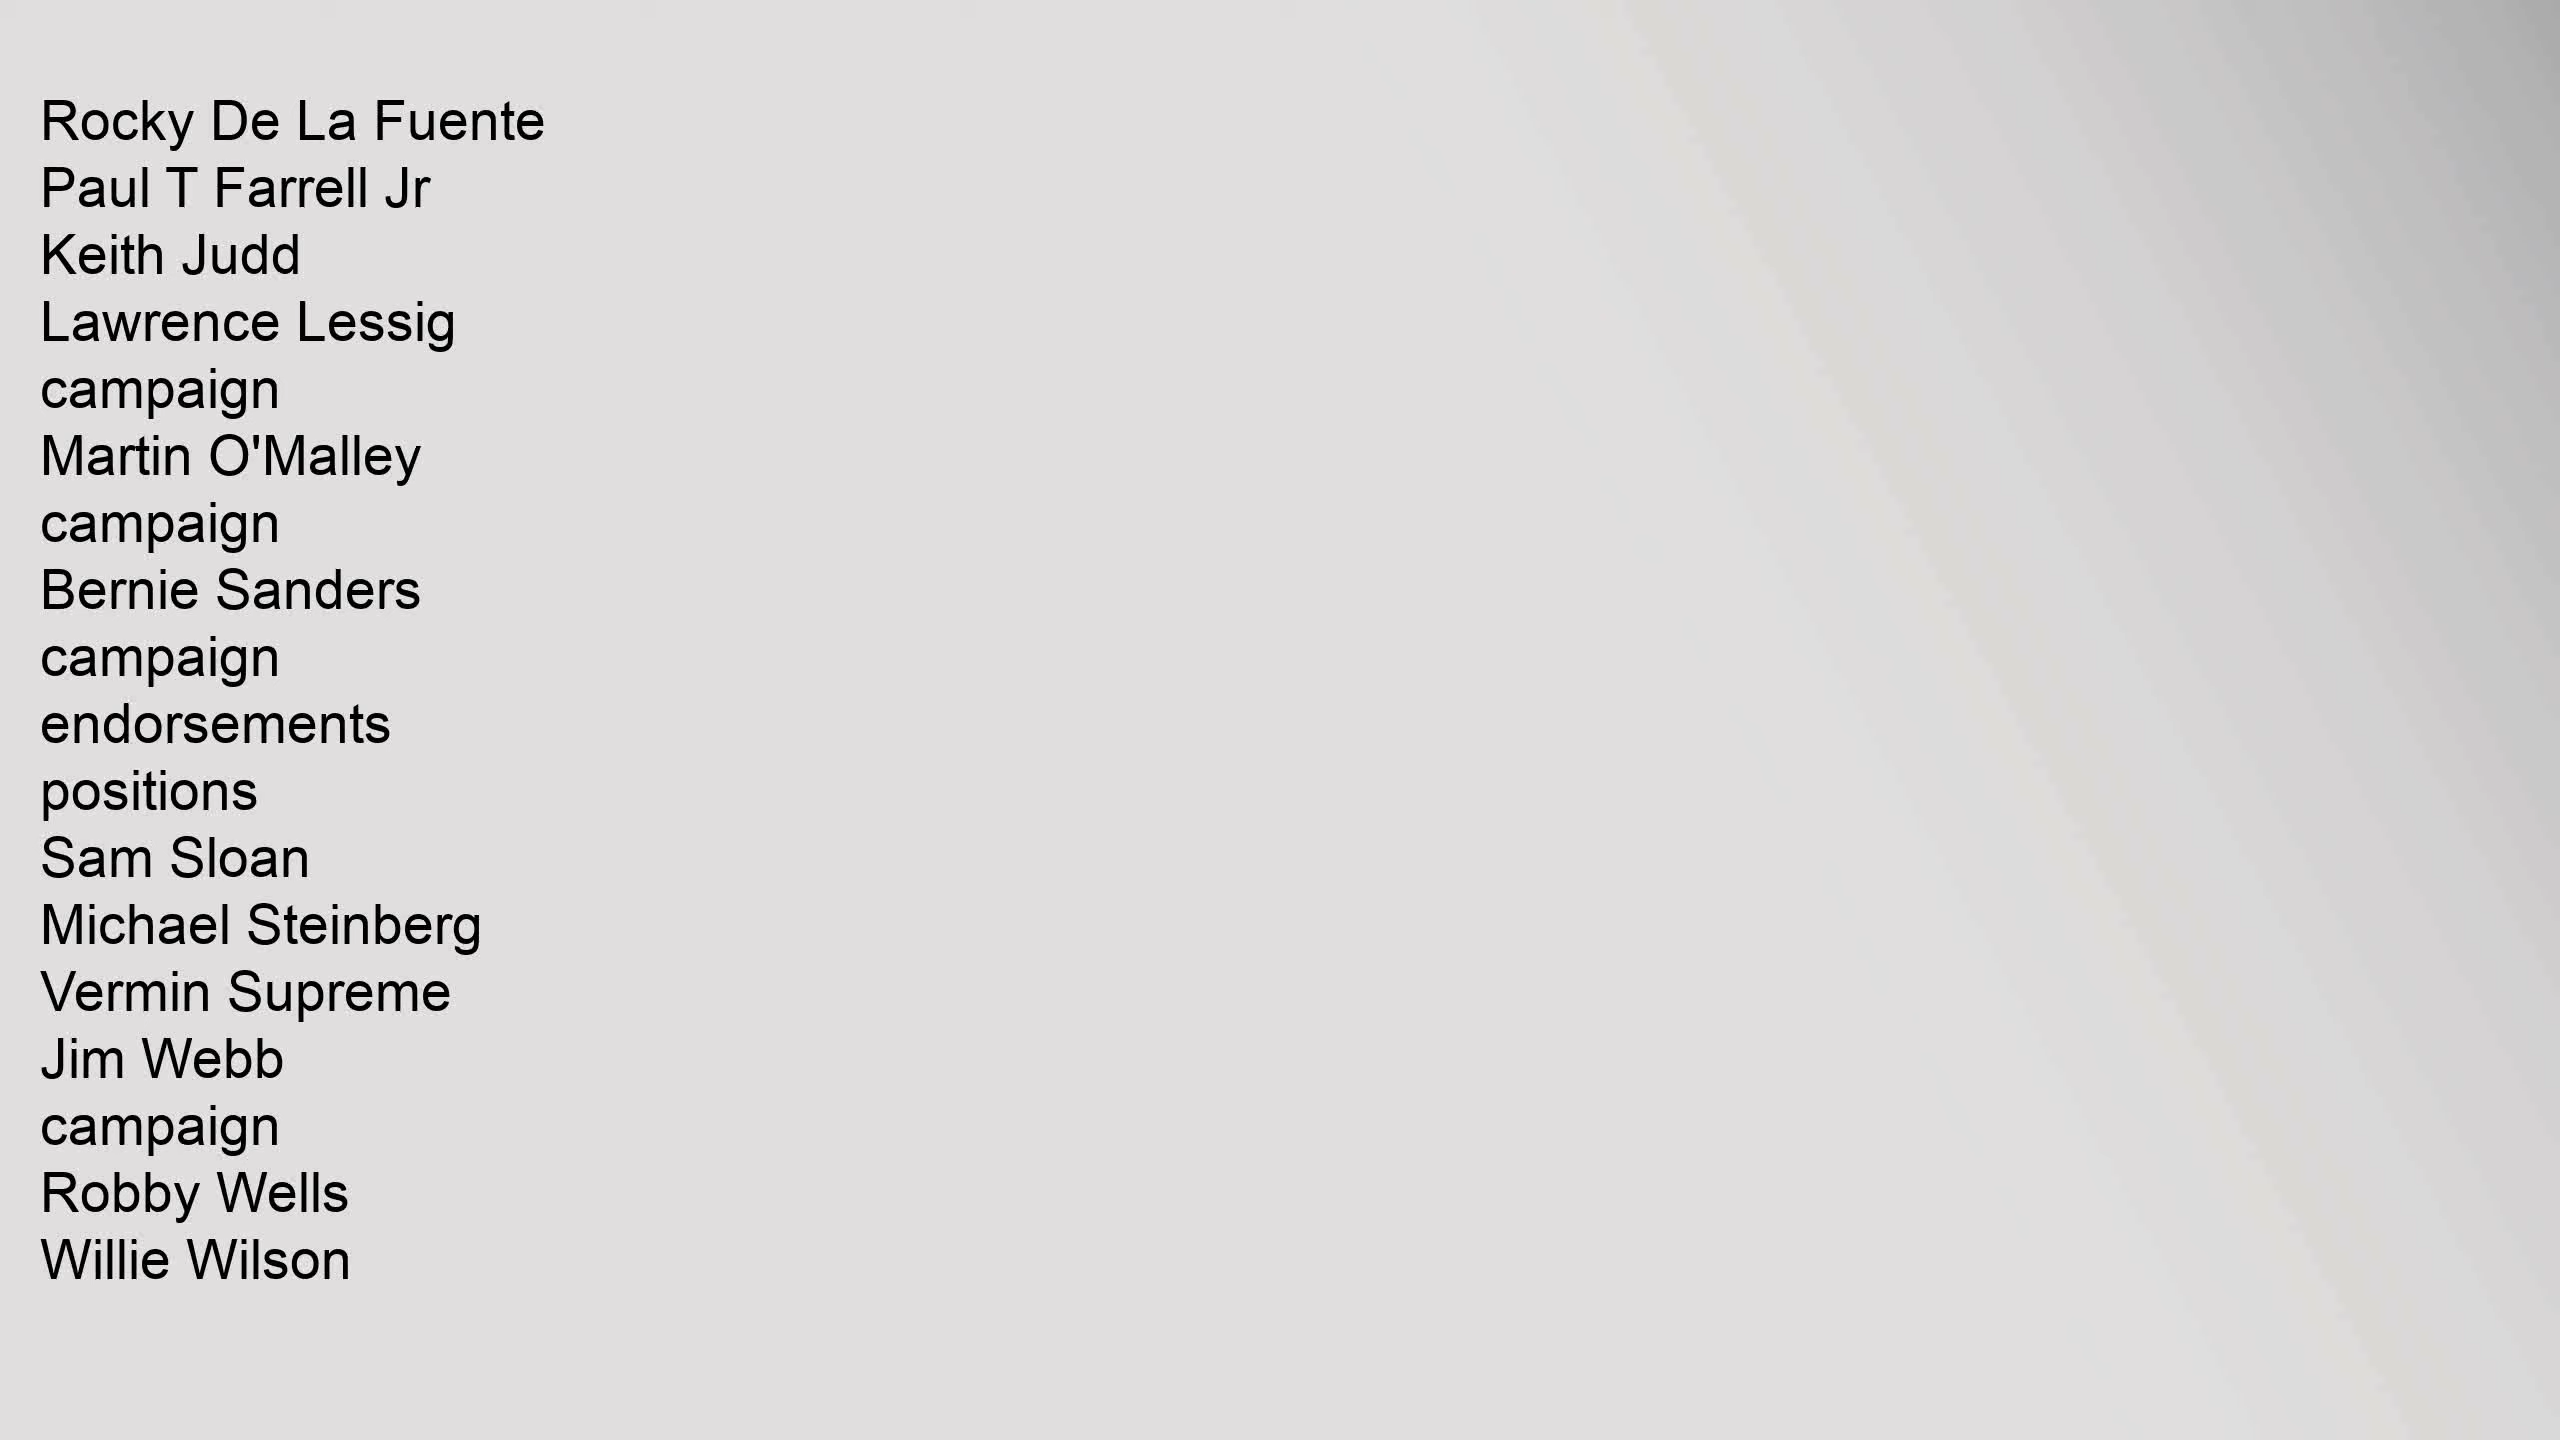 Rocky De La Fuente
Paul T Farrell Jr
Keith Judd
Lawrence Lessig
campaign
Martin O'Malley
campaign
Bernie Sanders
campaign
endorsements
positions
Sam Sloan
Michael Steinberg
Vermin Supreme
Jim Webb
campaign
Robby Wells
Willie Wilson